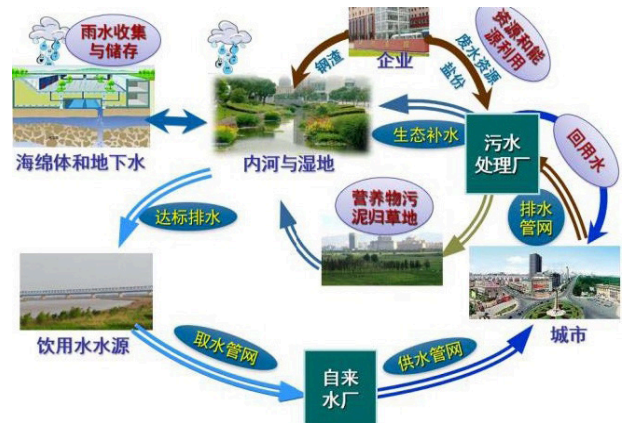 雨水收集
与储存
企业
资源和能
源利用
钢渣
废水资源
盐份
海绵体和地下水
内河与湿地
生态补水
污水
处理厂
回用水
达标排水
营养物污
泥归草地
排水
管网
饮用水水源
取水管网
自来
水厂
供水管网
城市